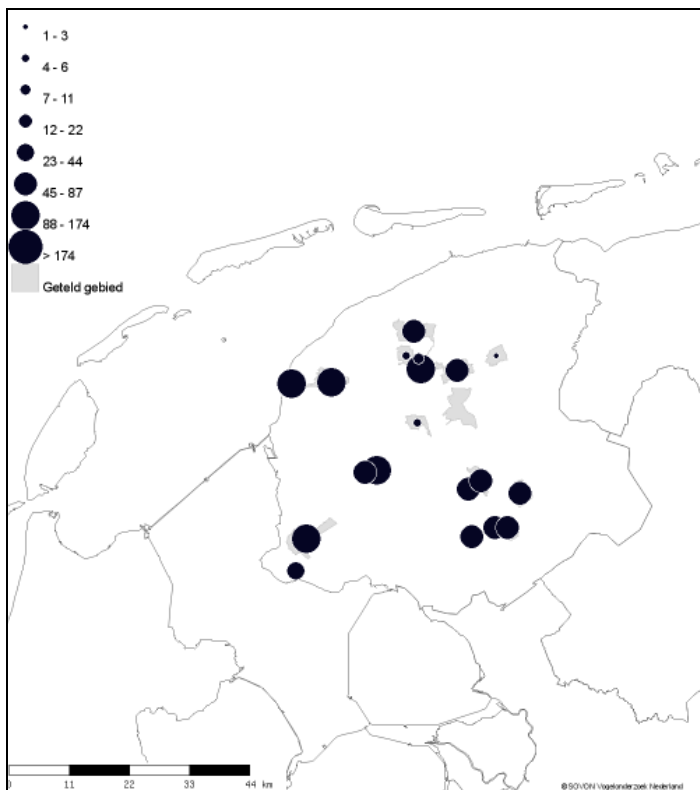 1 - 3
4 - 6
7 - 11
12 - 22
23 - 44
45 - 87
88 - 174
> 174
Geteld gebied
0 11 22 33 44 km
©SOVON Vogelonderzoek Nederland